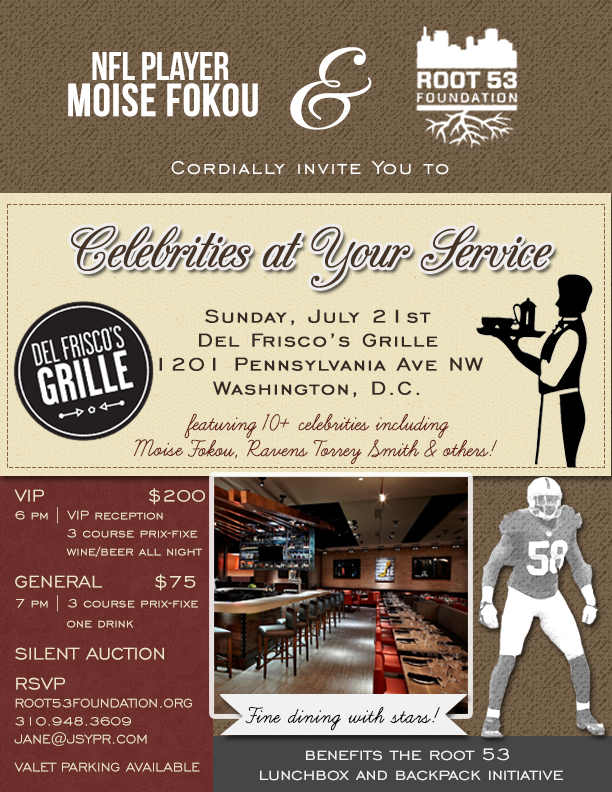 NFL PLAYER
MOISE FOKOU
&
ROOT 53
FOUNDATION
CORDIALLY INVITE YOU TO
Celebrities at Your Service
DEL FRISCO'S
GRILLE
SUNDAY, JULY 21ST
DEL FRISCO'S GRILLE
1201 PENNSYLVANIA AVE NW
WASHINGTON, D.C.
featuring 10+ celebrities including
Moise Fokou, Ravens Torrey Smith & others!
VIP $200
6 PM | VIP RECEPTION
3 COURSE PRIX-FIXE
WINE/BEER ALL NIGHT
GENERAL $75
7 PM | 3 COURSE PRIX-FIXE
ONE DRINK
SILENT AUCTION
RSVP
ROOT53FOUNDATION.ORG
310.948.3609
JANE@JSYPR.COM
VALET PARKING AVAILABLE
58
Fine dining with stars!
BENEFITS THE ROOT 53
LUNCHBOX AND BACKPACK INITIATIVE